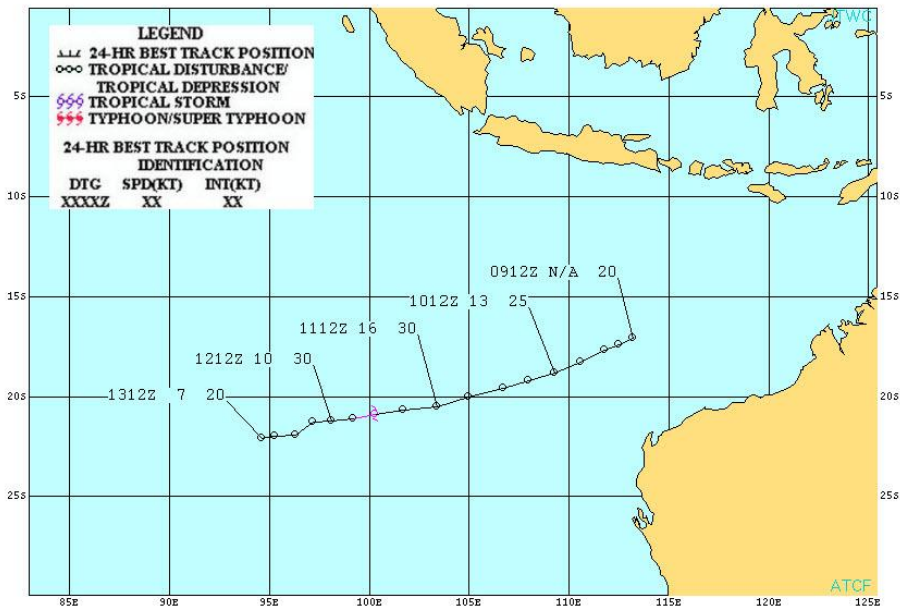 JTWC
LEGEND
24-HR BEST TRACK POSITION
TROPICAL DISTURBANCE/
TROPICAL DEPRESSION
TROPICAL STORM
TYPHOON/SUPER TYPHOON
24-HR BEST TRACK POSITION
IDENTIFICATION
DTG SPD(KT) INT(KT)
XXXXZ XX XX
5S 5S
10S 10S
0912Z N/A 20
15S 15S
1012Z 13 25
1112Z 16 30
1212Z 10 30
1312Z 7 20
20S 20S
25S 25S
ATCF
85E 90E 95E 100E 105E 110E 115E 120E 125E